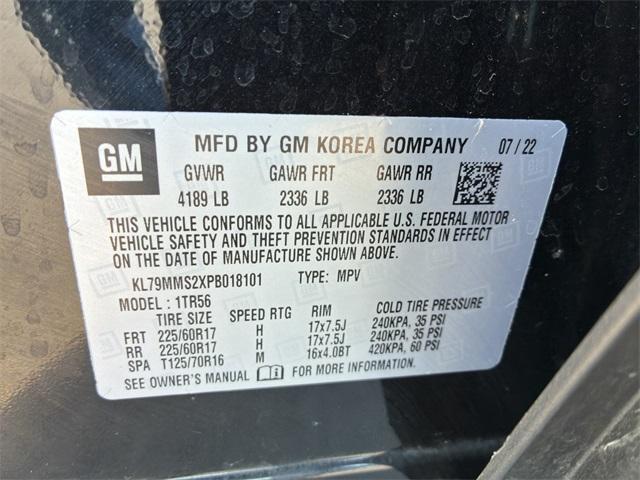 GM MFD BY GM KOREA COMPANY 07/22
GVWR GAWR FRT GAWR RR
4189 LB 2336 LB 2336 LB
THIS VEHICLE CONFORMS TO ALL APPLICABLE U.S. FEDERAL MOTOR
VEHICLE SAFETY AND THEFT PREVENTION STANDARDS IN EFFECT
ON THE DATE OF MANUFACTURE SHOWN ABOVE.
KL79MMS2XPB018101 TYPE: MPV
MODEL: 1TR56
TIRE SIZE SPEED RTG RIM COLD TIRE PRESSURE
FRT 225/60R17 H 17x7.5J 240KPA, 35 PSI
RR 225/60R17 H 17x7.5J 240KPA, 35 PSI
SPA T125/70R16 M 16x4.0BT 420KPA, 60 PSI
SEE OWNER'S MANUAL FOR MORE INFORMATION.